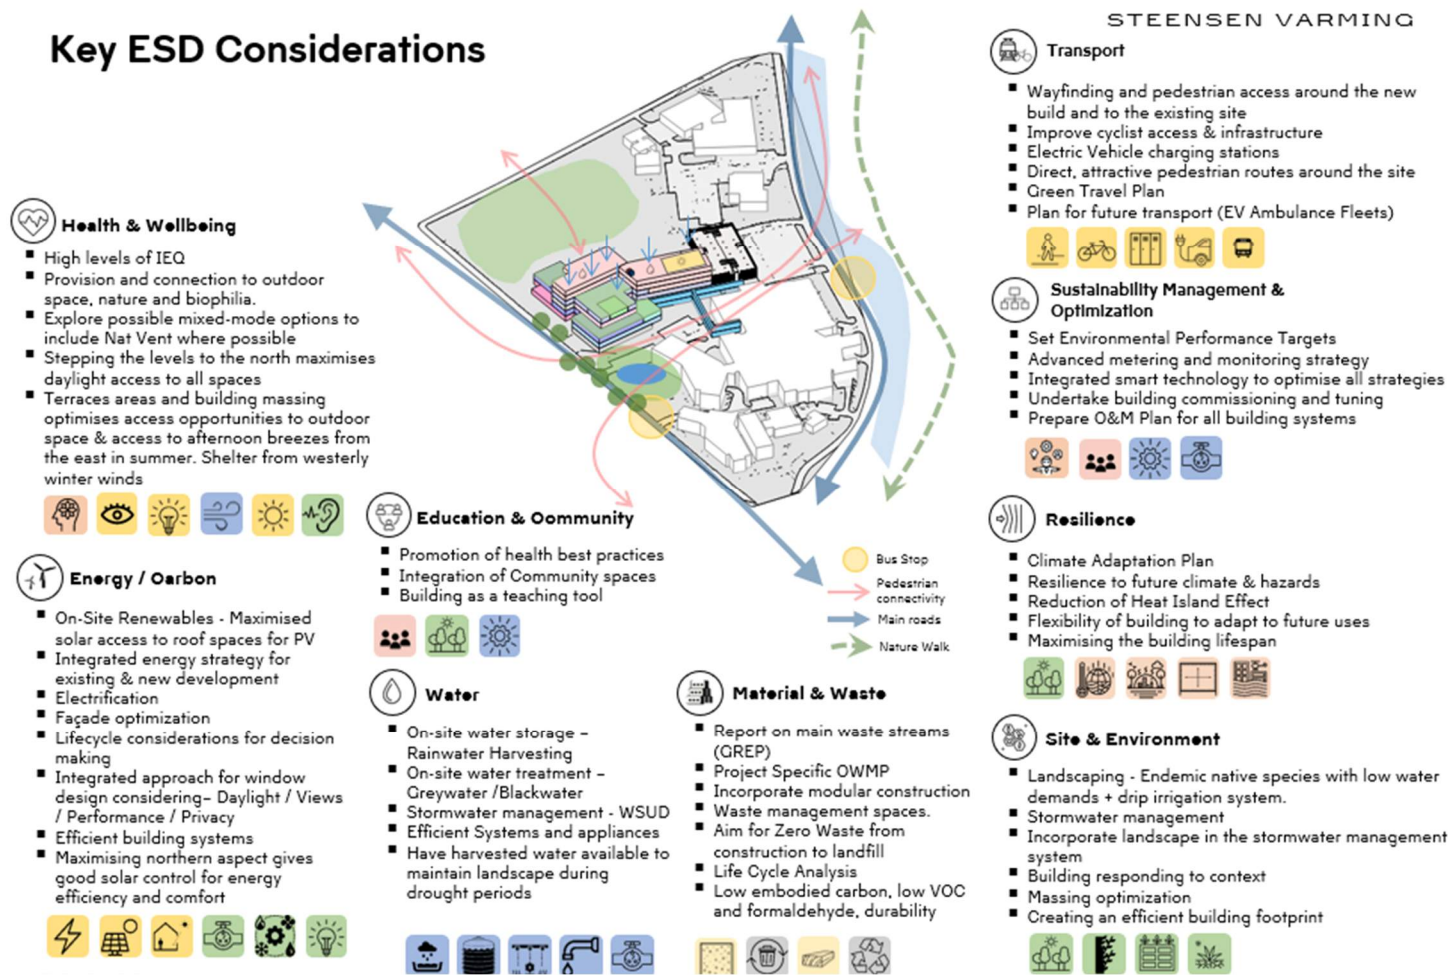 STEENSEN VARMING
Key ESD Considerations
Health & Wellbeing
High levels of IEQ
Provision and connection to outdoor
space, nature and biophilia.
Explore possible mixed-mode options to
include Nat Vent where possible
Stepping the levels to the north maximises
daylight access to all spaces
Terraces areas and building massing
optimises access opportunities to outdoor
space & access to afternoon breezes from
the east in summer. Shelter from westerly
winter winds
Energy / Carbon
On-Site Renewables - Maximised
solar access to roof spaces for PV
Integrated energy strategy for
existing & new development
Electrification
Façade optimization
Lifecycle considerations for decision
making
Integrated approach for window
design considering– Daylight / Views
/ Performance / Privacy
Efficient building systems
Maximising northern aspect gives
good solar control for energy
efficiency and comfort
Education & Community
Promotion of health best practices
Integration of Community spaces
Building as a teaching tool
Water
On-site water storage –
Rainwater Harvesting
On-site water treatment –
Greywater /Blackwater
Stormwater management - WSUD
Efficient Systems and appliances
Have harvested water available to
maintain landscape during
drought periods
Bus Stop
Pedestrian
connectivity
Main roads
Nature Walk
Material & Waste
Report on main waste streams
(GREP)
Project Specific OWMP
Incorporate modular construction
Waste management spaces.
Aim for Zero Waste from
construction to landfill
Life Cycle Analysis
Low embodied carbon, low VOC
and formaldehyde, durability
Transport
Wayfinding and pedestrian access around the new
build and to the existing site
Improve cyclist access & infrastructure
Electric Vehicle charging stations
Direct, attractive pedestrian routes around the site
Green Travel Plan
Plan for future transport (EV Ambulance Fleets)
Sustainability Management &
Optimization
Set Environmental Performance Targets
Advanced metering and monitoring strategy
Integrated smart technology to optimise all strategies
Undertake building commissioning and tuning
Prepare O&M Plan for all building systems
Resilience
Climate Adaptation Plan
Resilience to future climate & hazards
Reduction of Heat Island Effect
Flexibility of building to adapt to future uses
Maximising the building lifespan
Site & Environment
Landscaping - Endemic native species with low water
demands + drip irrigation system.
Stormwater management
Incorporate landscape in the stormwater management
system
Building responding to context
Massing optimization
Creating an efficient building footprint